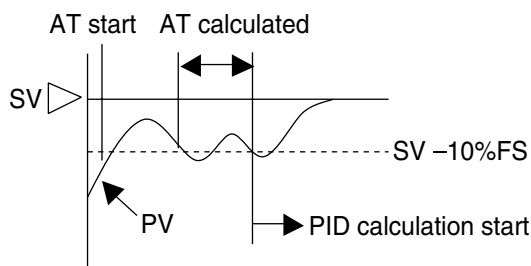 AT start
AT calculated
SV
SV –10%FS
PV
PID calculation start